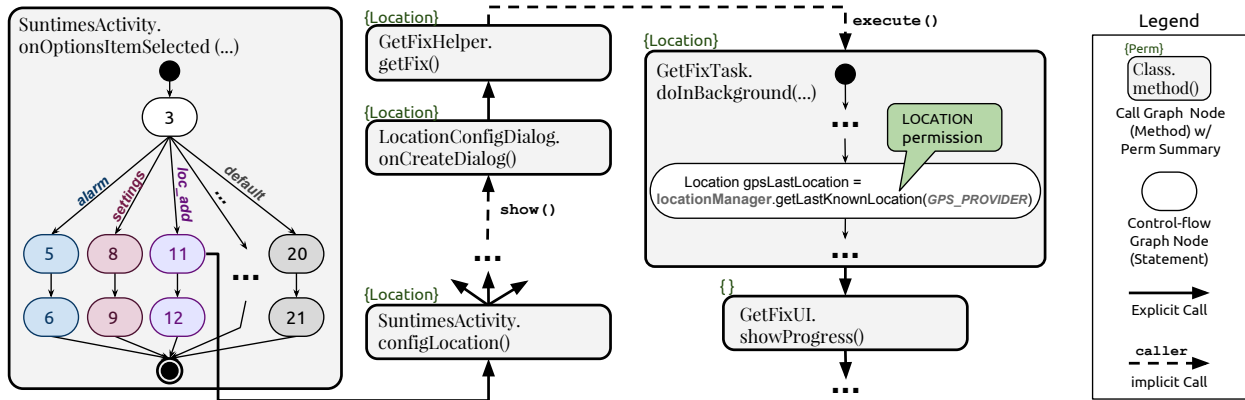 SuntimesActivity.
onOptionsItemSelected (...)
3
alarm
settings
loc_add
...
default
5
8
11
...
20
6
9
12
21
{Location}
GetFixHelper.
getFix()
{Location}
LocationConfigDialog.
onCreateDialog()
show()
...
{Location}
SuntimesActivity.
configLocation()
execute()
{Location}
GetFixTask.
doInBackground(...)
...
LOCATION
permission
Location gpsLastLocation =
locationManager.getLastKnownLocation(GPS_PROVIDER)
...
{ }
GetFixUI.
showProgress()
...
Legend
{Perm}
Class.
method()
Call Graph Node
(Method) w/
Perm Summary
Control-flow
Graph Node
(Statement)
Explicit Call
caller
implicit Call